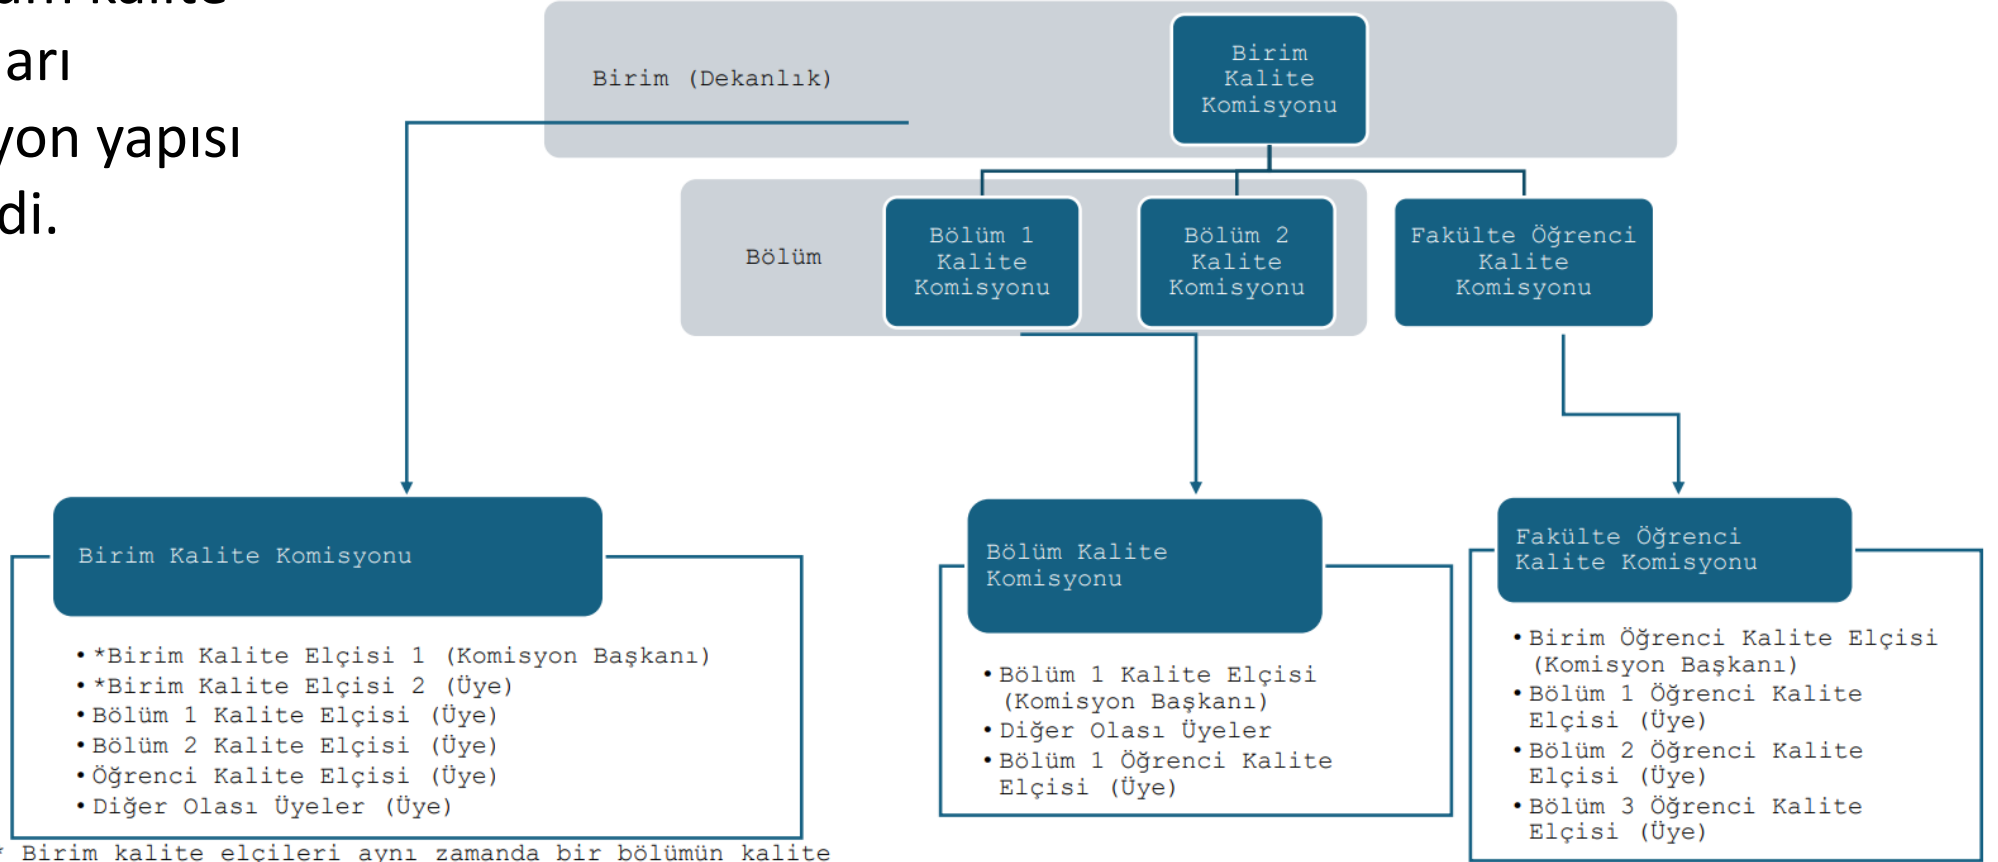 arı
yon yapısı
di.
Birim (Dekanlık)
Birim
Kalite
Komisyonu
Bölüm
Bölüm 1
Kalite
Komisyonu
Bölüm 2
Kalite
Komisyonu
Fakülte Öğrenci
Kalite
Komisyonu
Birim Kalite Komisyonu
•*Birim Kalite Elçisi 1 (Komisyon Başkanı)
•*Birim Kalite Elçisi 2 (Üye)
•Bölüm 1 Kalite Elçisi (Üye)
•Bölüm 2 Kalite Elçisi (Üye)
•Öğrenci Kalite Elçisi (Üye)
•Diğer Olası Üyeler (Üye)
* Birim kalite elçileri aynı zamanda bir bölümün kalite
Bölüm Kalite
Komisyonu
•Bölüm 1 Kalite Elçisi
(Komisyon Başkanı)
•Diğer Olası Üyeler
•Bölüm 1 Öğrenci Kalite
Elçisi (Üye)
Fakülte Öğrenci
Kalite Komisyonu
•Birim Öğrenci Kalite Elçisi
(Komisyon Başkanı)
•Bölüm 1 Öğrenci Kalite
Elçisi (Üye)
•Bölüm 2 Öğrenci Kalite
Elçisi (Üye)
•Bölüm 3 Öğrenci Kalite
Elçisi (Üye)